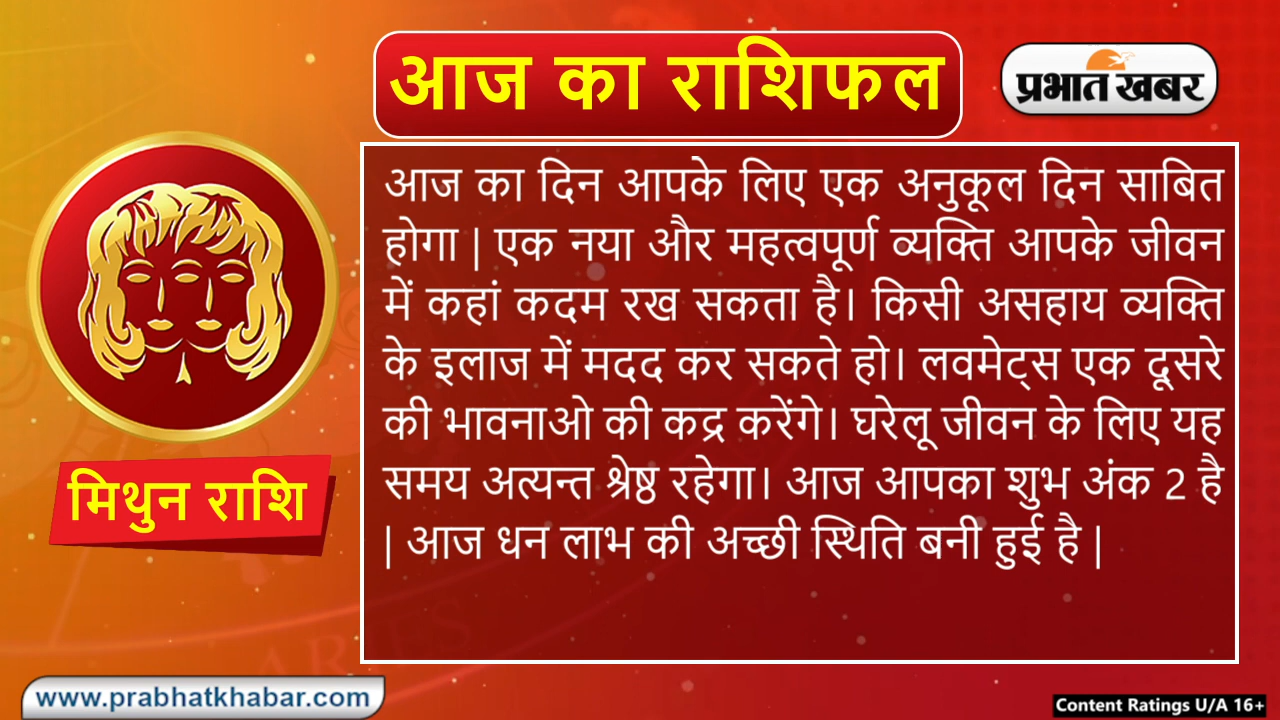 आज का राशिफल
प्रभात खबर
आज का दिन आपके लिए एक अनुकूल दिन साबित
होगा | एक नया और महत्वपूर्ण व्यक्ति आपके जीवन
में कहां कदम रख सकता है। किसी असहाय व्यक्ति
के इलाज में मदद कर सकते हो। लवमेट्स एक दूसरे
की भावनाओ की कद्र करेंगे। घरेलू जीवन के लिए यह
समय अत्यन्त श्रेष्ठ रहेगा। आज आपका शुभ अंक 2 है
| आज धन लाभ की अच्छी स्थिति बनी हुई है |
मिथुन राशि
ARIES
www.prabhatkhabar.com
Content Ratings U/A 16+